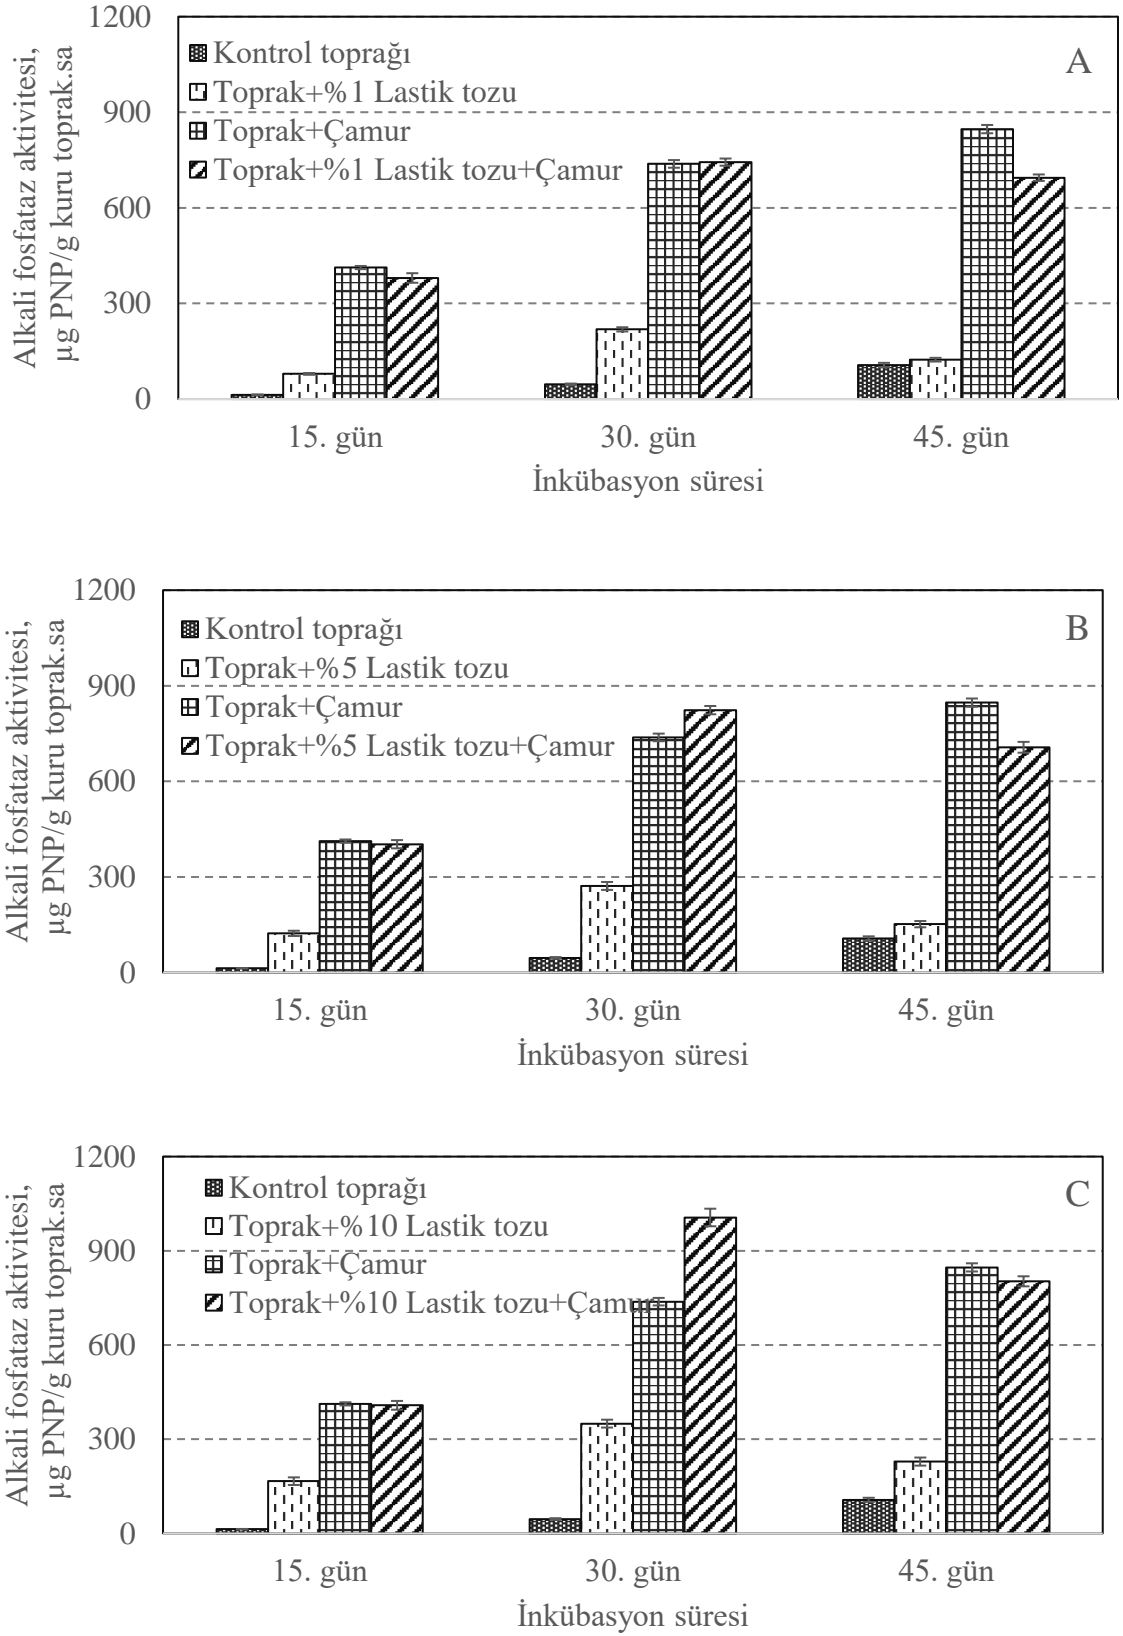 Alkali fosfataz aktivitesi,
µg PNP/g kuru toprak.sa
1200
900
600
300
0
Kontrol toprağı
Toprak+%1 Lastik tozu
Toprak+Çamur
Toprak+%1 Lastik tozu+Çamur
A
15. gün 30. gün 45. gün
İnkübasyon süresi
Alkali fosfataz aktivitesi,
µg PNP/g kuru toprak.sa
1200
900
600
300
0
Kontrol toprağı
Toprak+%5 Lastik tozu
Toprak+Çamur
Toprak+%5 Lastik tozu+Çamur
B
15. gün 30. gün 45. gün
İnkübasyon süresi
Alkali fosfataz aktivitesi,
µg PNP/g kuru toprak.sa
1200
900
600
300
0
Kontrol toprağı
Toprak+%10 Lastik tozu
Toprak+Çamur
Toprak+%10 Lastik tozu+Çamur
C
15. gün 30. gün 45. gün
İnkübasyon süresi